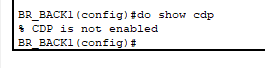 BR_BACK1(config)#do show cdp
% CDP is not enabled
BR_BACK1(config)#